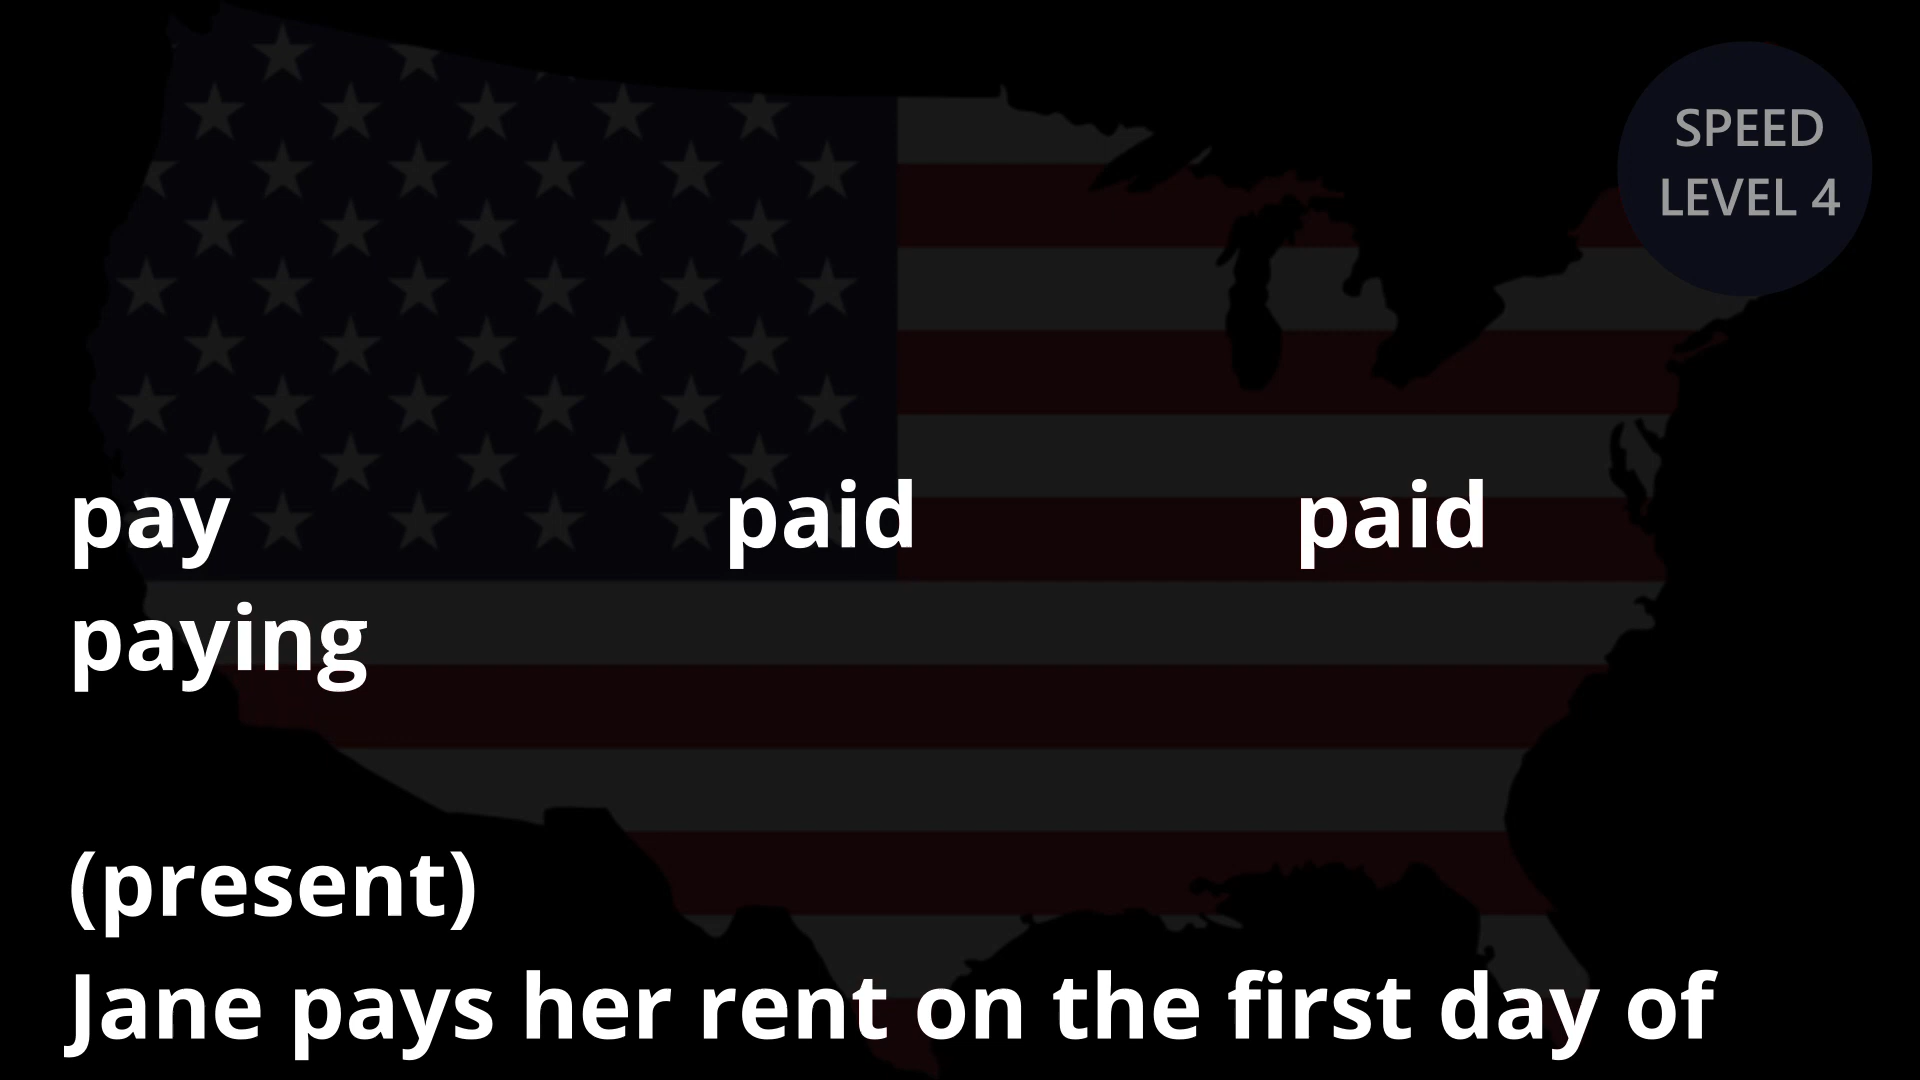 SPEED
LEVEL 4
pay paid paid
paying
(present)
Jane pays her rent on the first day of